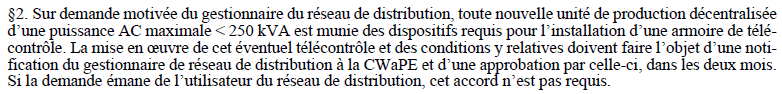 §2. Sur demande motivée du gestionnaire du réseau de distribution, toute nouvelle unité de production décentralisée
d'une puissance AC maximale < 250 kVA est munie des dispositifs requis pour l'installation d'une armoire de télé-
contrôle. La mise en œuvre de cet éventuel télécontrôle et des conditions y relatives doivent faire l'objet d'une noti-
fication du gestionnaire de réseau de distribution à la CWaPE et d'une approbation par celle-ci, dans les deux mois.
Si la demande émane de l'utilisateur du réseau de distribution, cet accord n'est pas requis.